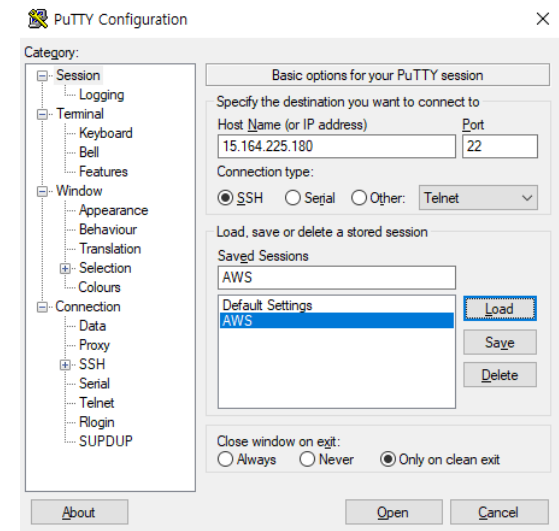 PuTTY Configuration
Category:
Session
Logging
Terminal
Keyboard
Bell
Features
Window
Appearance
Behaviour
Translation
Selection
Colours
Connection
Data
Proxy
SSH
Serial
Telnet
Rlogin
SUPDUP
Basic options for your PuTTY session
Specify the destination you want to connect to
Host Name (or IP address) Port
15.164.225.180 22
Connection type:
SSH Serial Other: Telnet
Load, save or delete a stored session
Saved Sessions
AWS
Default Settings
AWS
Load
Save
Delete
Close window on exit:
Always Never Only on clean exit
About Open Cancel